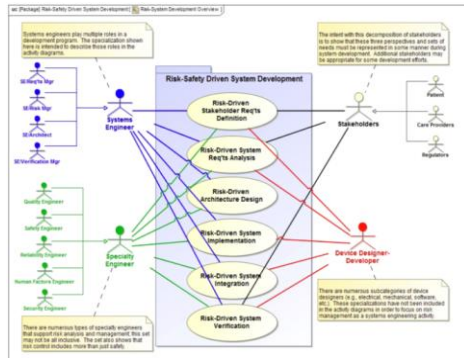 uc [Package] Risk-Safety Driven System Development [ Risk-System Development Overview ]
Systems engineers play multiple roles in a
development program. The specialization shown
here is intended to describe those roles in the
activity diagrams.
The intent with this decomposition of stakeholders
is to show that these three perspectives and sets of
needs must be represented in some manner during
system development. Additional stakeholders may
be appropriate for some development efforts.
Risk-Safety Driven System Development
SE:Req'ts Mgr
SE:Risk Mgr
SE:Architect
SE:Verification Mgr
Systems
Engineer
Risk-Driven
Stakeholder Req'ts
Definition
Stakeholders
Patient
Care Providers
Regulators
Risk-Driven System
Req'ts Analysis
Risk-Driven
Architecture Design
Quality Engineer
Safety Engineer
Reliability Engineer
Human Factors Engineer
Security Engineer
Specialty
Engineer
Risk-Driven System
Implementation
Device Designer-
Developer
Risk-Driven System
Integration
Risk-Driven System
Verification
There are numerous types of specialty engineers
that support risk analysis and management; this set
may not be all inclusive. The set also shows that
risk control includes more than just safety.
There are numerous subcategories of device
designers (e.g., electrical, mechanical, software,
etc.). These specializations have not been included
in the activity diagrams in order to focus on risk
management as a systems engineering activity.